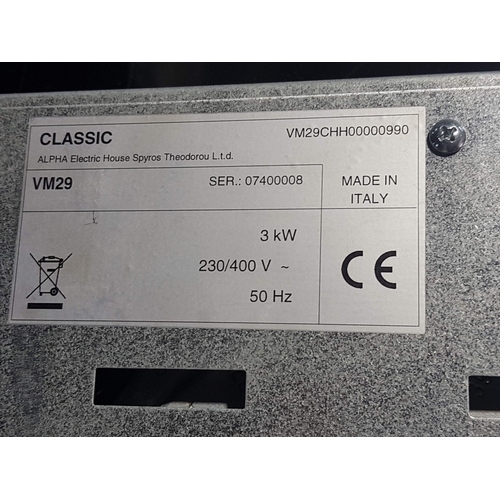 CLASSIC
VM29CHH00000990
ALPHA Electric House Spyros Theodorou L.t.d.
VM29
SER.: 07400008
MADE IN
ITALY
3 kW
230/400 V ~
50 Hz
CE